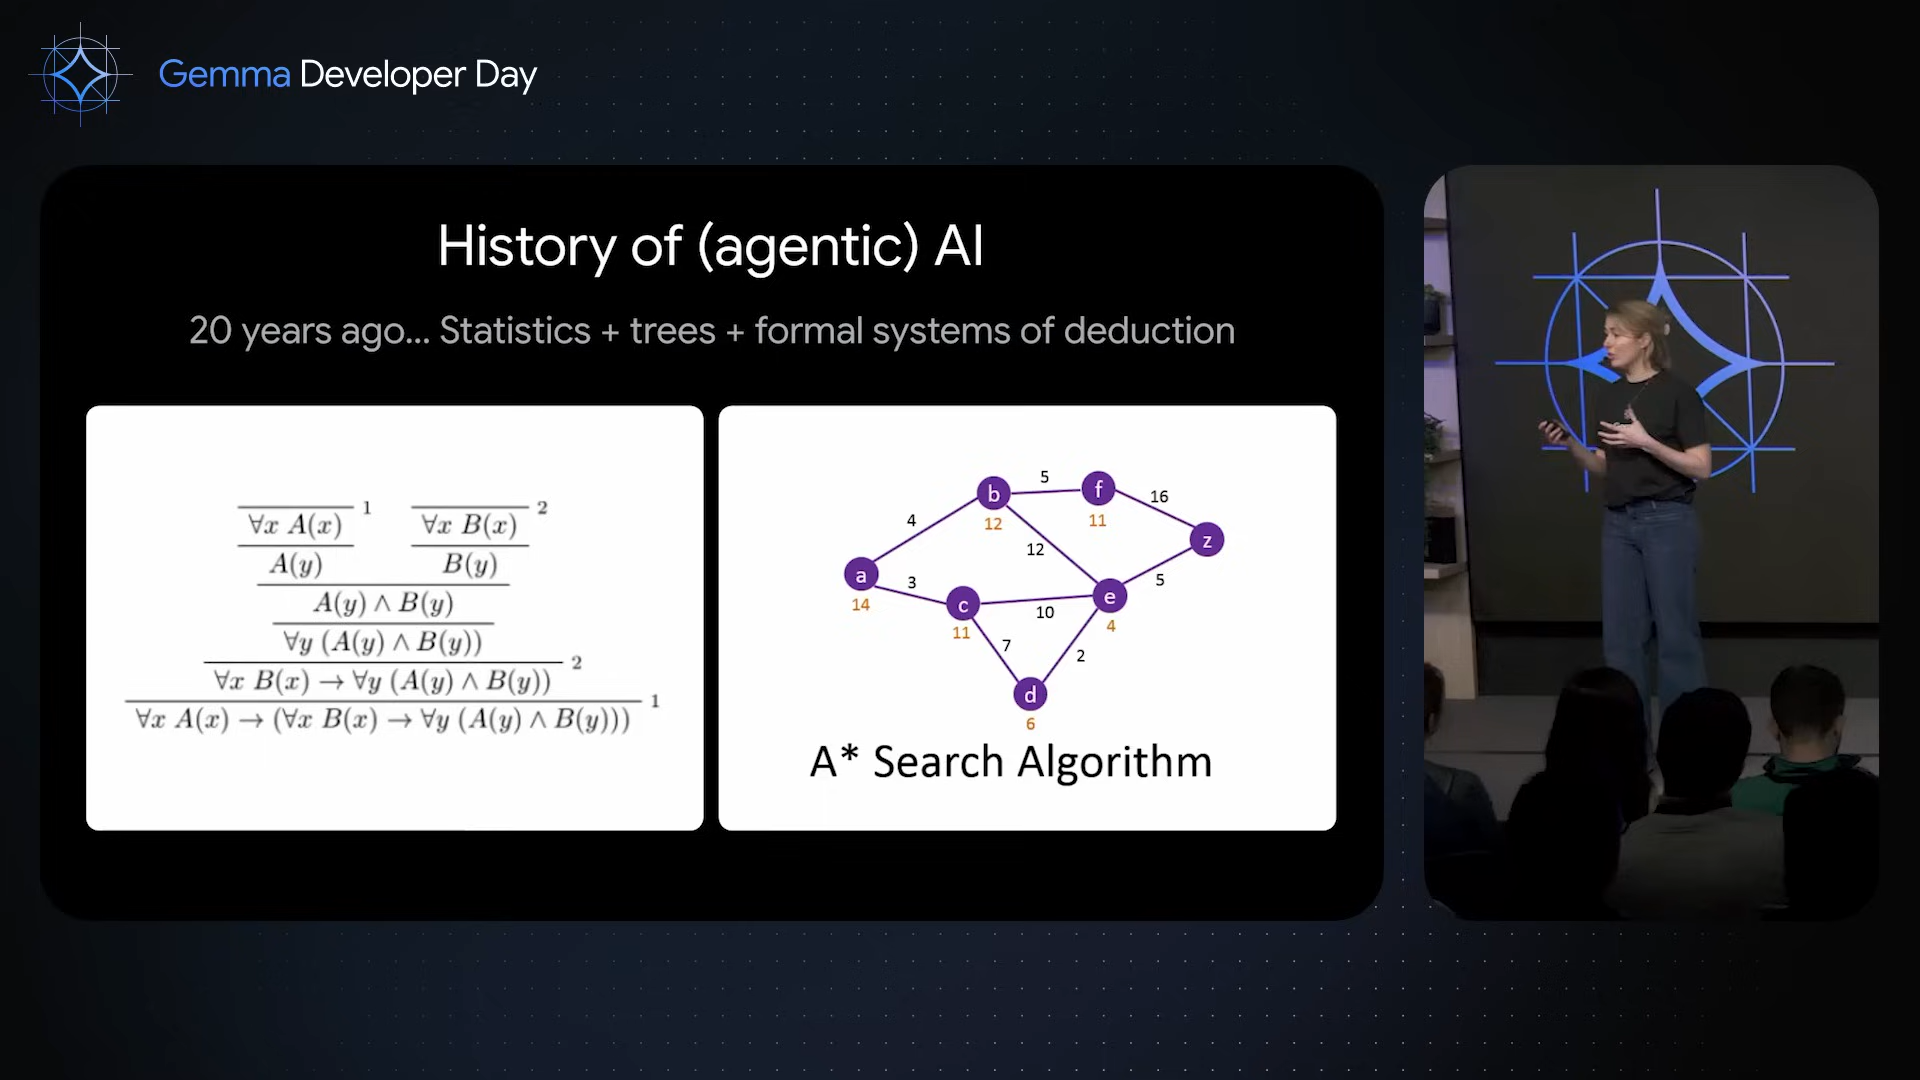 Gemma Developer Day
History of (agentic) AI
20 years ago... Statistics + trees + formal systems of deduction
∀x A(x) 1 ∀x B(x) 2
A(y) B(y)
A(y) ∧ B(y)
∀y (A(y) ∧ B(y))
∀x B(x) → ∀y (A(y) ∧ B(y)) 2
∀x A(x) → (∀x B(x) → ∀y (A(y) ∧ B(y))) 1
b 5 f 16
4 12 11
12 z
a 3 5
14 c 10 e
11 4
7 2
d
6
A* Search Algorithm